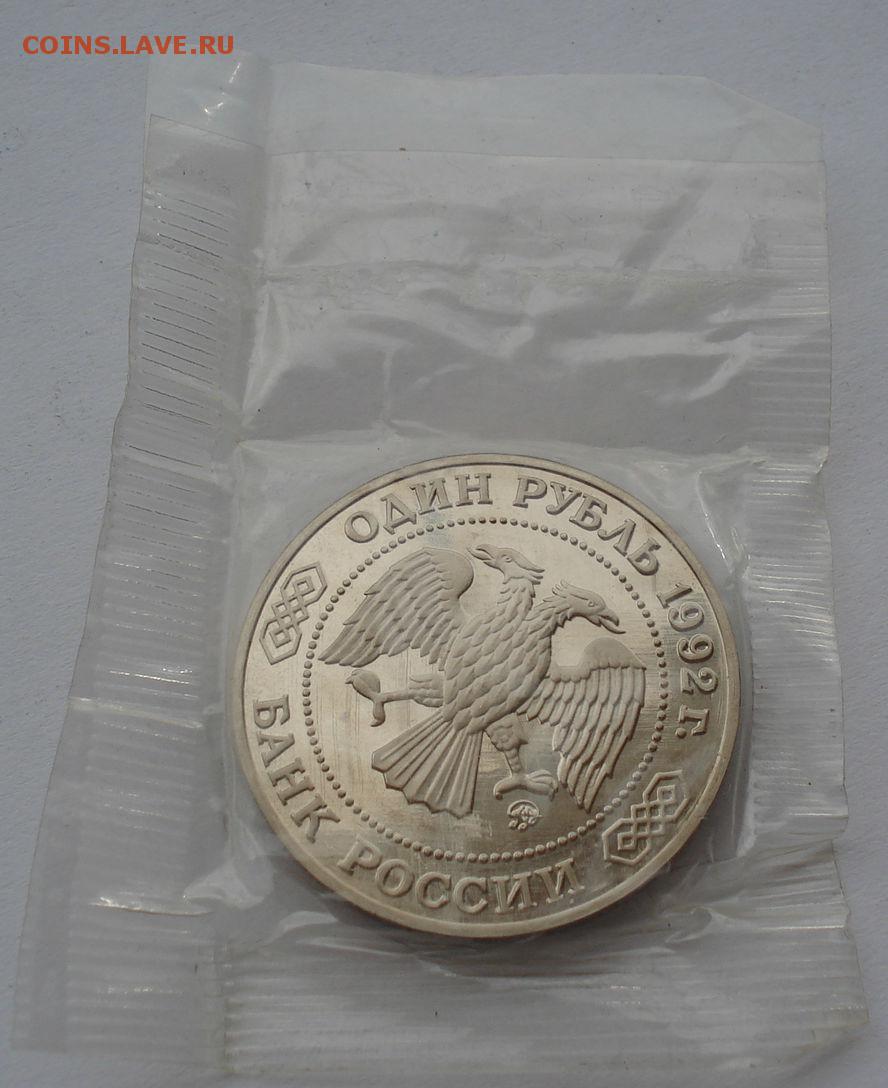 COINS.LAVE.RU
ОДИН РУБЛЬ 1992 Г.
БАНК РОССИИ